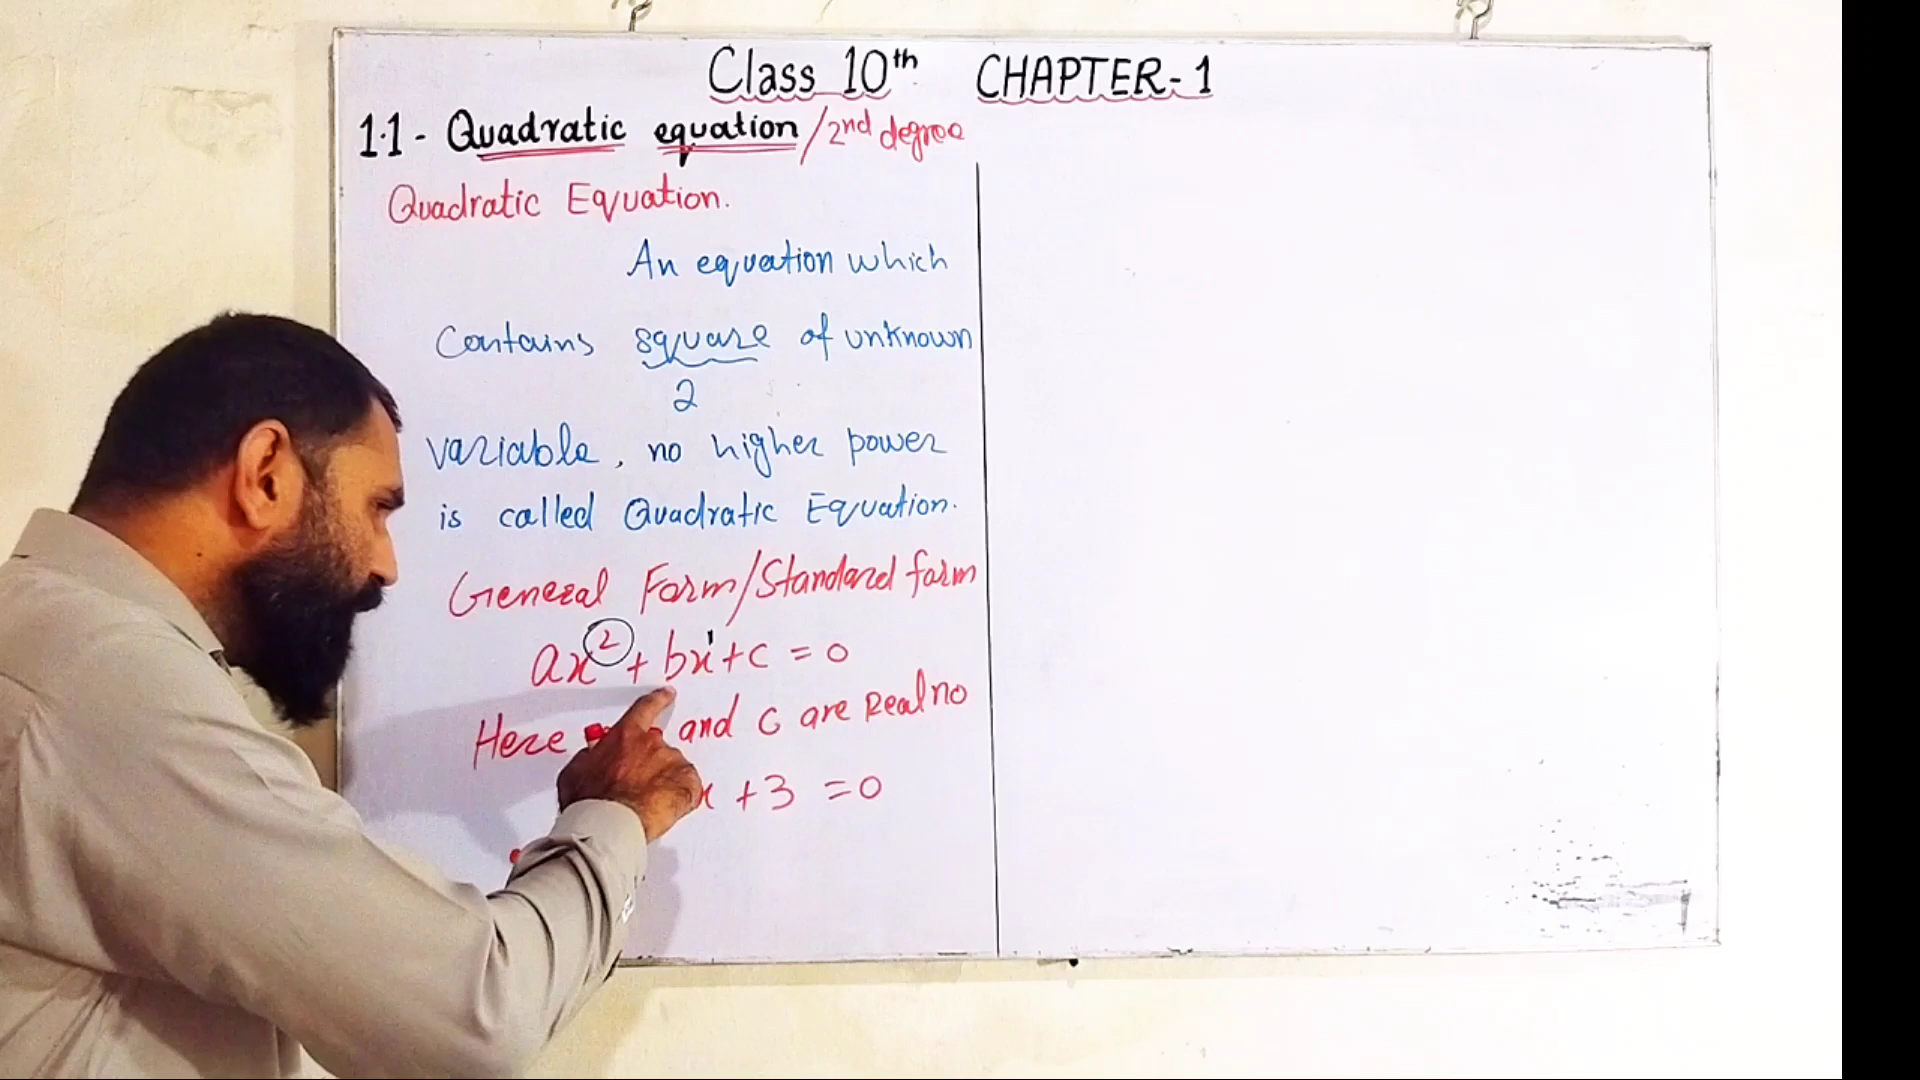 Class 10th CHAPTER-1
1.1 - Quadratic equation / 2nd degree
Quadratic Equation.
An equation which
Contains square of unknown
2
variable, no higher power
is called Quadratic Equation.
General Form/Standard form
ax² + bx¹ + c = 0
Here and c are Real no
x + 3 = 0